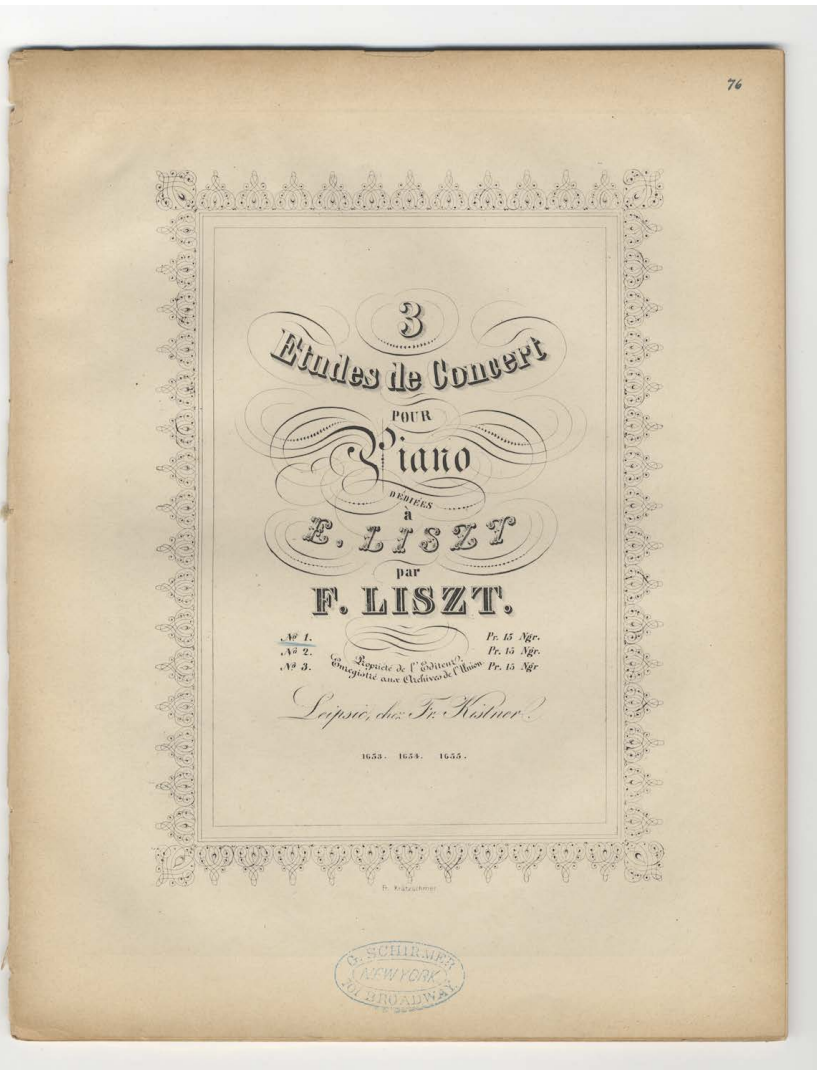 76
3
Etudes de Concert
POUR
Piano
DÉDIÉES
à
E. LISZT
par
F. LISZT.
No 1. Pr. 15 Ngr.
No 2. Pr. 15 Ngr.
No 3. Pr. 15 Ngr
Propriété de l'Editeur.
Enregistré aux Archives de l'Union.
Leipsic, chez Fr. Kistner.
1653. 1654. 1655.
Fr. Krätzschmer
G. SCHIRMER
NEW YORK
701 BROADWAY